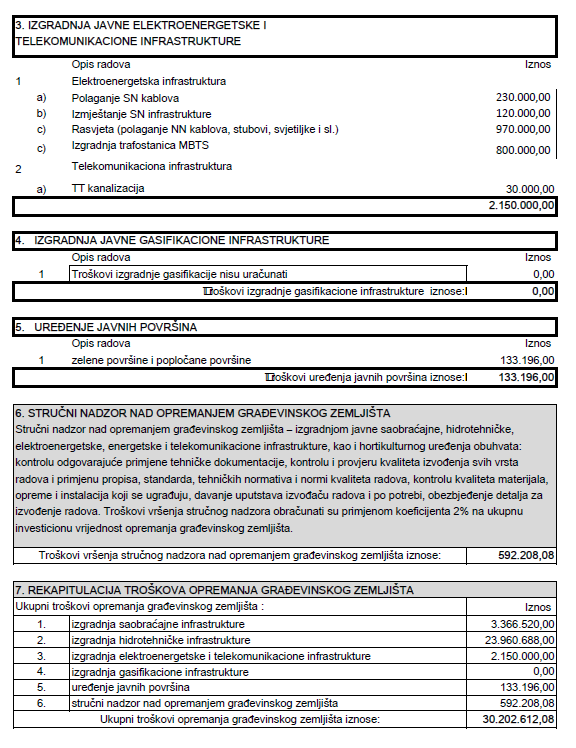 3. IZGRADNJA JAVNE ELEKTROENERGETSKE I
TELEKOMUNIKACIONE INFRASTRUKTURE
Opis radova Iznos
1 Elektroenergetska infrastruktura
a) Polaganje SN kablova 230.000,00
b) Izmještanje SN infrastrukture 120.000,00
c) Rasvjeta (polaganje NN kablova, stubovi, svjetiljke i sl.) 970.000,00
c) Izgradnja trafostanica MBTS 800.000,00
2 Telekomunikaciona infrastruktura
a) TT kanalizacija 30.000,00
2.150.000,00
4. IZGRADNJA JAVNE GASIFIKACIONE INFRASTRUKTURE
Opis radova Iznos
1 Troškovi izgradnje gasifikacije nisu uračunati 0,00
Troškovi izgradnje gasifikacione infrastrukture iznose: 0,00
5. UREĐENJE JAVNIH POVRŠINA
Opis radova Iznos
1 zelene površine i popločane površine 133.196,00
Troškovi uređenja javnih površina iznose: 133.196,00
6. STRUČNI NADZOR NAD OPREMANJEM GRAĐEVINSKOG ZEMLJIŠTA
Stručni nadzor nad opremanjem građevinskog zemljišta – izgradnjom javne saobraćajne, hidrotehničke,
elektroenergetske, energetske i telekomunikacione infrastrukture, kao i hortikulturnog uređenja obuhvata:
kontrolu odgovarajuće primjene tehničke dokumentacije, kontrolu i provjeru kvaliteta izvođenja svih vrsta
radova i primjenu propisa, standarda, tehničkih normativa i normi kvaliteta radova, kontrolu kvaliteta materijala,
opreme i instalacija koji se ugrađuju, davanje uputstava izvođaču radova i po potrebi, obezbjeđenje detalja za
izvođenje radova. Troškovi vršenja stručnog nadzora obračunati su primjenom koeficijenta 2% na ukupnu
investicionu vrijednost opremanja građevinskog zemljišta.
Troškovi vršenja stručnog nadzora nad opremanjem građevinskog zemljišta iznose: 592.208,08
7. REKAPITULACIJA TROŠKOVA OPREMANJA GRAĐEVINSKOG ZEMLJIŠTA
Ukupni troškovi opremanja građevinskog zemljišta : Iznos
1. izgradnja saobraćajne infrastrukture 3.366.520,00
2. izgradnja hidrotehničke infrastrukture 23.960.688,00
3. izgradnja elektroenergetske i telekomunikacione infrastrukture 2.150.000,00
4. izgradnja gasifikacione infrastrukture 0,00
5. uređenje javnih površina 133.196,00
6. stručni nadzor nad opremanjem građevinskog zemljišta 592.208,08
Ukupni troškovi opremanja građevinskog zemljišta iznose: 30.202.612,08